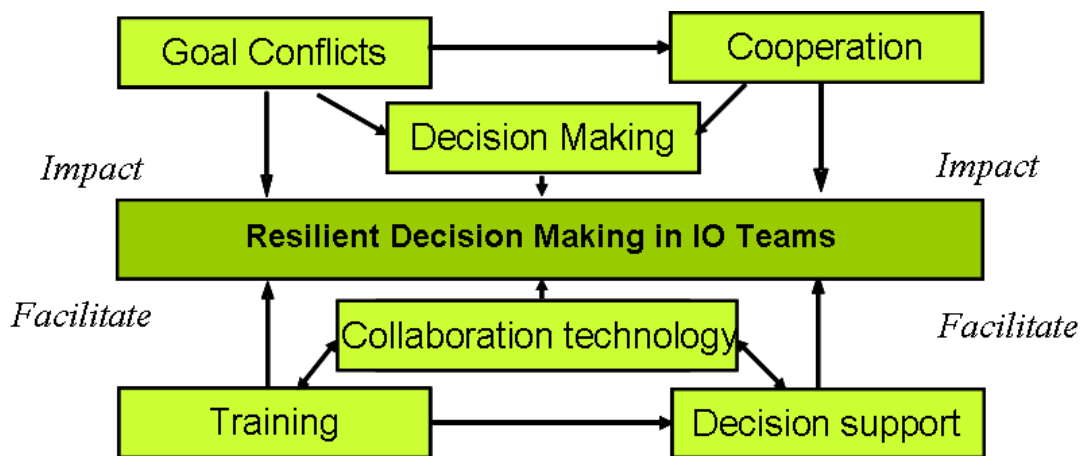 Goal Conflicts
Cooperation
Decision Making
Impact
Impact
Resilient Decision Making in IO Teams
Facilitate
Facilitate
Collaboration technology
Training
Decision support